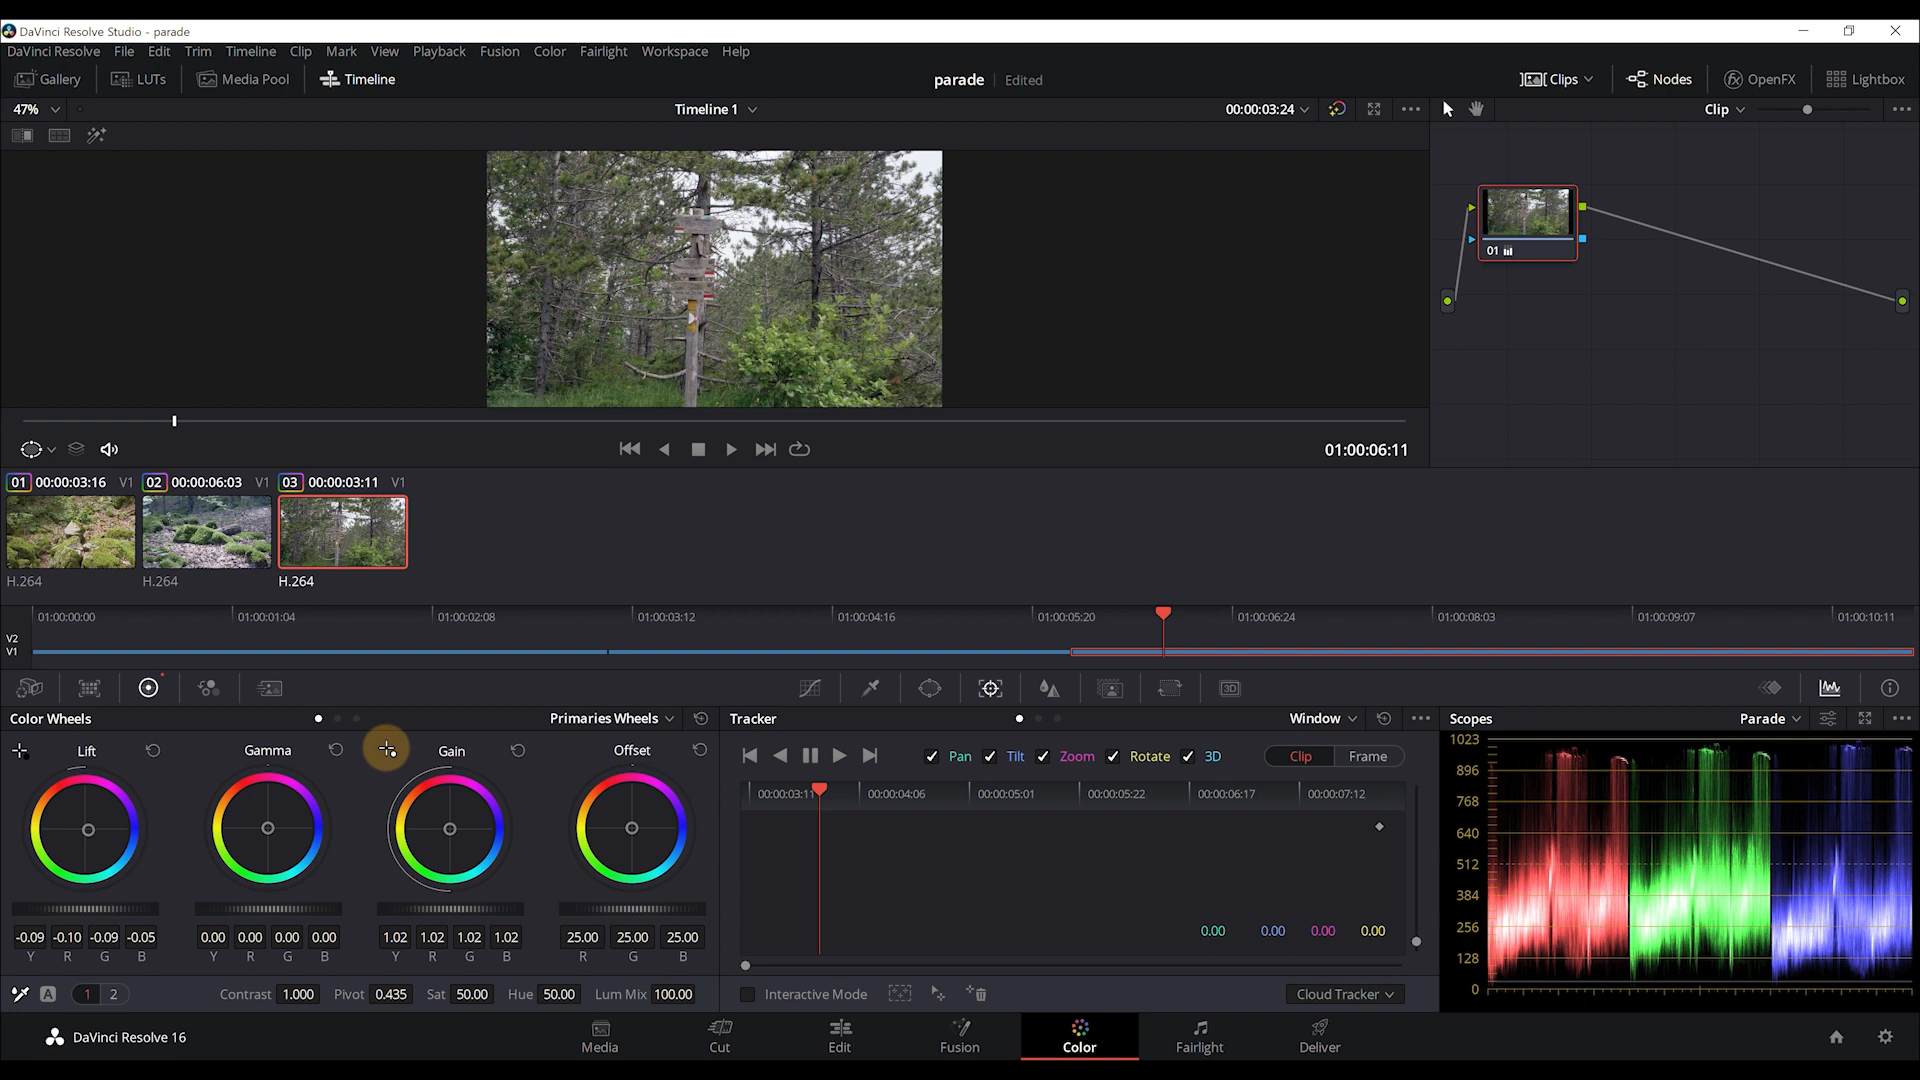 DaVinci Resolve Studio - parade
DaVinci Resolve File Edit Trim Timeline Clip Mark View Playback Fusion Color Fairlight Workspace Help
Gallery LUTs Media Pool Timeline parade Edited Clips Nodes OpenFX Lightbox
47% Timeline 1 00:00:03:24 Clip
01
01:00:06:11
01 00:00:03:16 V1 02 00:00:06:03 V1 03 00:00:03:11 V1
H.264 H.264 H.264
01:00:00:00 01:00:01:04 01:00:02:08 01:00:03:12 01:00:04:16 01:00:05:20 01:00:06:24 01:00:08:03 01:00:09:07 01:00:10:11
V2
V1
3D
Color Wheels Primaries Wheels Tracker Window Scopes Parade
Lift Gamma Gain Offset Pan Tilt Zoom Rotate 3D Clip Frame
00:00:03:11 00:00:04:06 00:00:05:01 00:00:05:22 00:00:06:17 00:00:07:12
1023
896
768
640
512
384
256
128
0
0.00 0.00 0.00 0.00
-0.09 -0.10 -0.09 -0.05 0.00 0.00 0.00 0.00 1.02 1.02 1.02 1.02 25.00 25.00 25.00
Y R G B Y R G B Y R G B R G B
A 1 2 Contrast 1.000 Pivot 0.435 Sat 50.00 Hue 50.00 Lum Mix 100.00 Interactive Mode Cloud Tracker
DaVinci Resolve 16 Media Cut Edit Fusion Color Fairlight Deliver